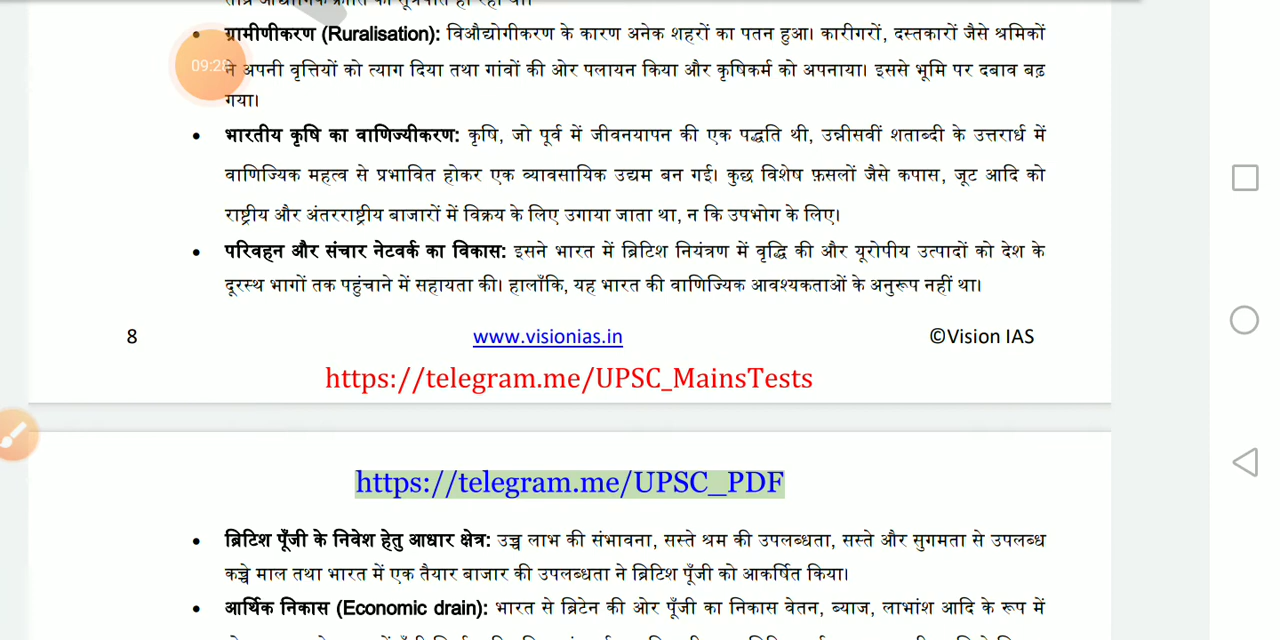 ग्रामीणीकरण (Ruralisation): विऔद्योगीकरण के कारण अनेक शहरों का पतन हुआ। कारीगरों, दस्तकारों जैसे श्रमिकों
ने अपनी वृत्तियों को त्याग दिया तथा गांवों की ओर पलायन किया और कृषिकर्म को अपनाया। इससे भूमि पर दबाव बढ़
गया।
09:28
• भारतीय कृषि का वाणिज्यीकरण: कृषि, जो पूर्व में जीवनयापन की एक पद्धति थी, उन्नीसवीं शताब्दी के उत्तरार्ध में
वाणिज्यिक महत्व से प्रभावित होकर एक व्यावसायिक उद्यम बन गई। कुछ विशेष फ़सलों जैसे कपास, जूट आदि को
राष्ट्रीय और अंतरराष्ट्रीय बाजारों में विक्रय के लिए उगाया जाता था, न कि उपभोग के लिए।
• परिवहन और संचार नेटवर्क का विकास: इसने भारत में ब्रिटिश नियंत्रण में वृद्धि की और यूरोपीय उत्पादों को देश के
दूरस्थ भागों तक पहुंचाने में सहायता की। हालाँकि, यह भारत की वाणिज्यिक आवश्यकताओं के अनुरूप नहीं था।
8 www.visionias.in ©Vision IAS
https://telegram.me/UPSC_MainsTests
https://telegram.me/UPSC_PDF
• ब्रिटिश पूँजी के निवेश हेतु आधार क्षेत्र: उच्च लाभ की संभावना, सस्ते श्रम की उपलब्धता, सस्ते और सुगमता से उपलब्ध
कच्चे माल तथा भारत में एक तैयार बाजार की उपलब्धता ने ब्रिटिश पूँजी को आकर्षित किया।
• आर्थिक निकास (Economic drain): भारत से ब्रिटेन की ओर पूँजी का निकास वेतन, ब्याज, लाभांश आदि के रूप में